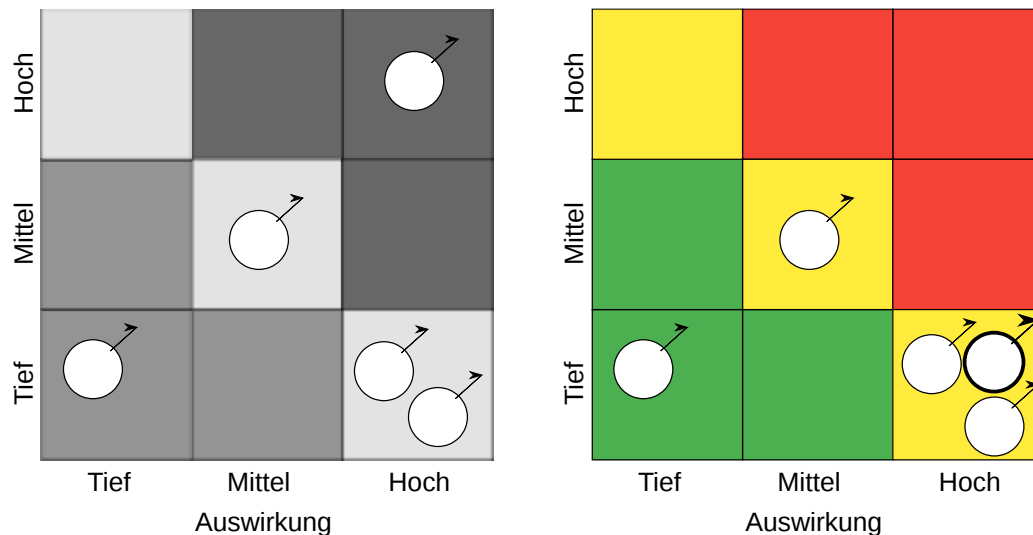 Hoch
Mittel
Tief
Tief Mittel Hoch
Auswirkung
Hoch
Mittel
Tief
Tief Mittel Hoch
Auswirkung